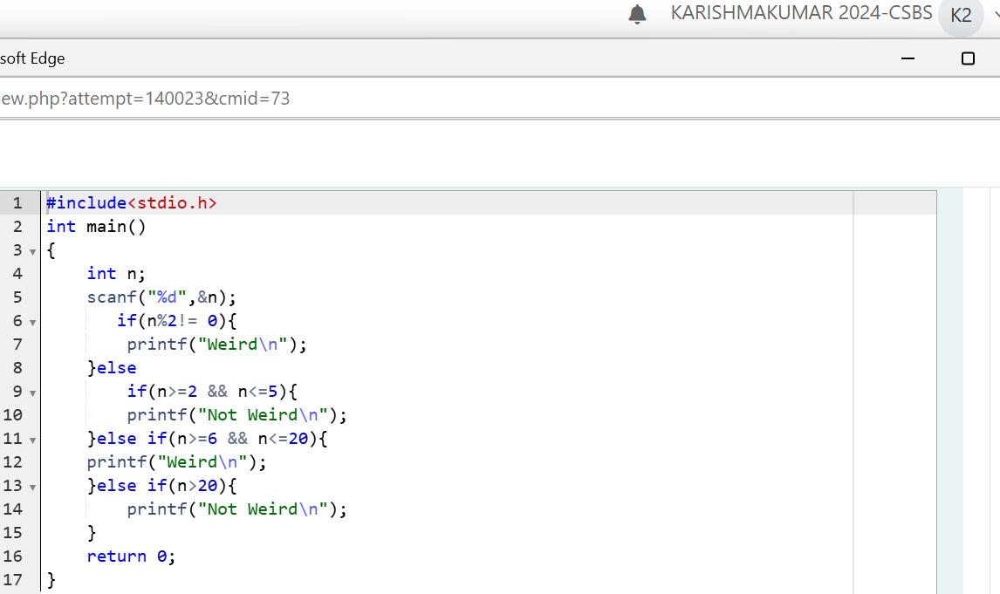 KARISHMAKUMAR 2024-CSBS K2
soft Edge
ew.php?attempt=140023&cmid=73
1 #include<stdio.h>
2 int main()
3 {
4     int n;
5     scanf("%d",&n);
6        if(n%2!= 0){
7         printf("Weird\n");
8     }else
9         if(n>=2 && n<=5){
10         printf("Not Weird\n");
11     }else if(n>=6 && n<=20){
12     printf("Weird\n");
13     }else if(n>20){
14         printf("Not Weird\n");
15     }
16     return 0;
17 }